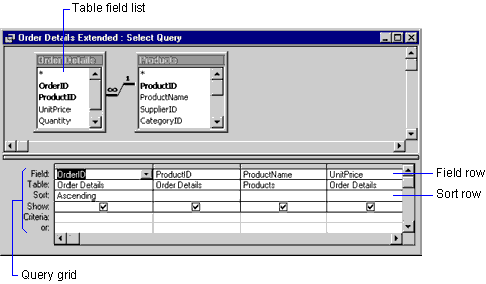 Table field list
Order Details Extended : Select Query
Order Details
Products
*
OrderID
ProductID
UnitPrice
Quantity
∞
1
*
ProductID
ProductName
SupplierID
CategoryID
Field: OrderID ProductID ProductName UnitPrice
Field row
Table: Order Details Order Details Products Order Details
Sort: Ascending
Sort row
Show:
Criteria:
or:
Query grid